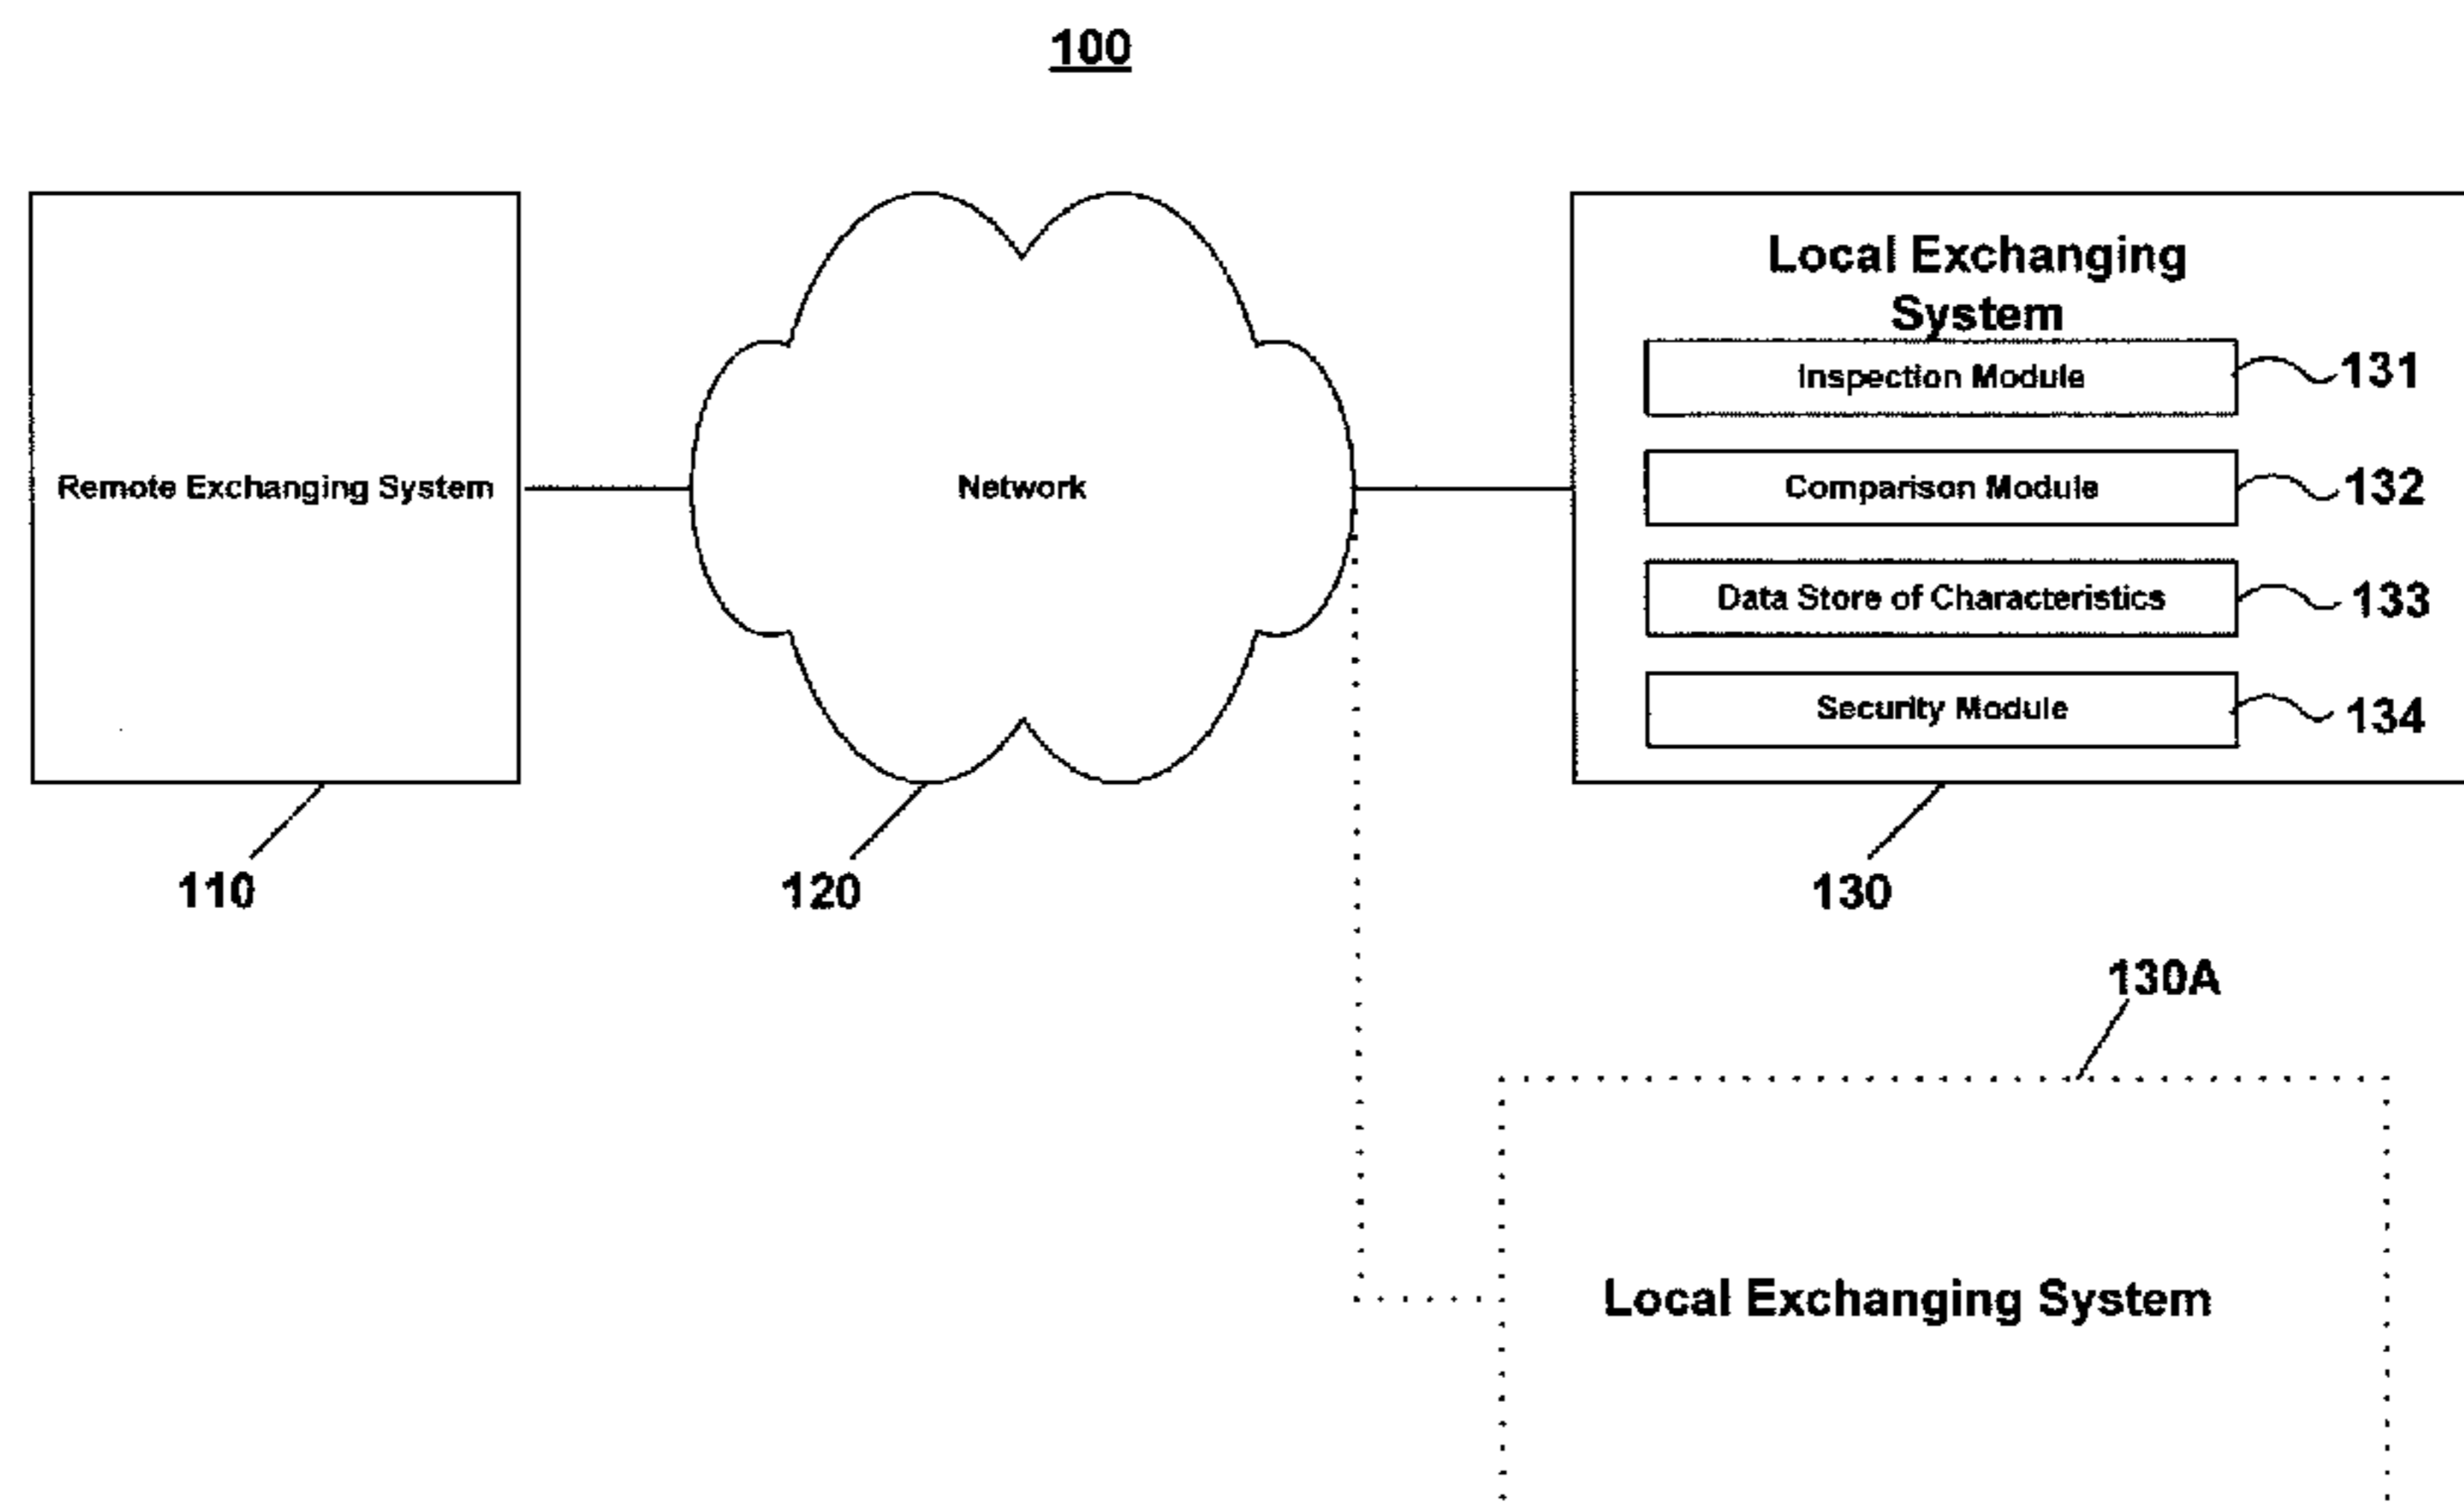 100
Local Exchanging
System
Inspection Module
131
Remote Exchanging System
Network
Comparison Module
132
Data Store of Characteristics
133
Security Module
134
110
120
130
130A
Local Exchanging System